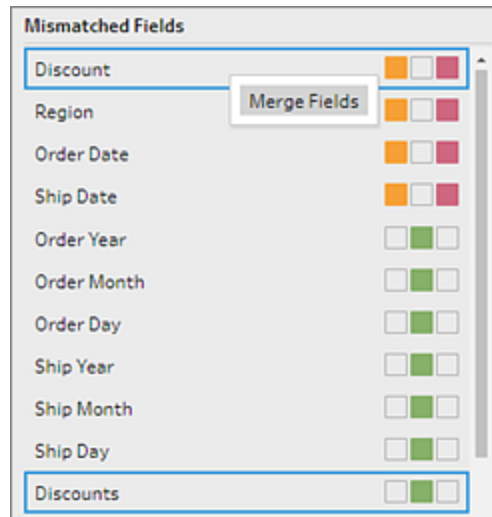 Mismatched Fields
Discount
Merge Fields
Region
Order Date
Ship Date
Order Year
Order Month
Order Day
Ship Year
Ship Month
Ship Day
Discounts